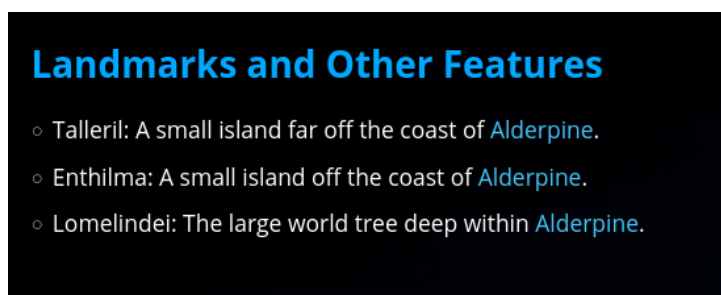 Landmarks and Other Features
Talleril: A small island far off the coast of Alderpine.
Enthilma: A small island off the coast of Alderpine.
Lomelindei: The large world tree deep within Alderpine.